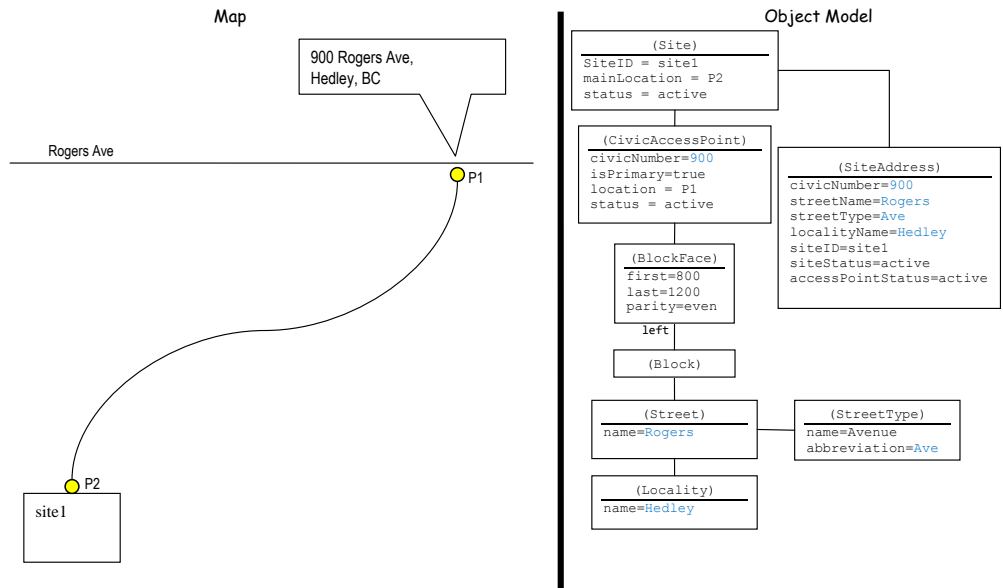 Map
900 Rogers Ave,
Hedley, BC
Rogers Ave
P1
P2
site1
Object Model
(Site)
SiteID = site1
mainLocation = P2
status = active
(CivicAccessPoint)
civicNumber=900
isPrimary=true
location = P1
status = active
(SiteAddress)
civicNumber=900
streetName=Rogers
streetType=Ave
localityName=Hedley
siteID=site1
siteStatus=active
accessPointStatus=active
(BlockFace)
first=800
last=1200
parity=even
left
(Block)
(Street)
name=Rogers
(StreetType)
name=Avenue
abbreviation=Ave
(Locality)
name=Hedley